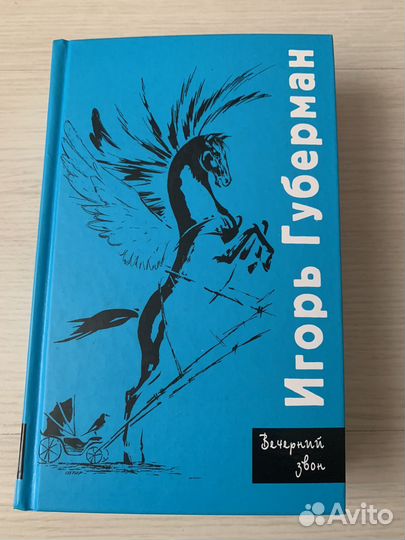 Игорь Губерман
Вечерний
звон
Avito